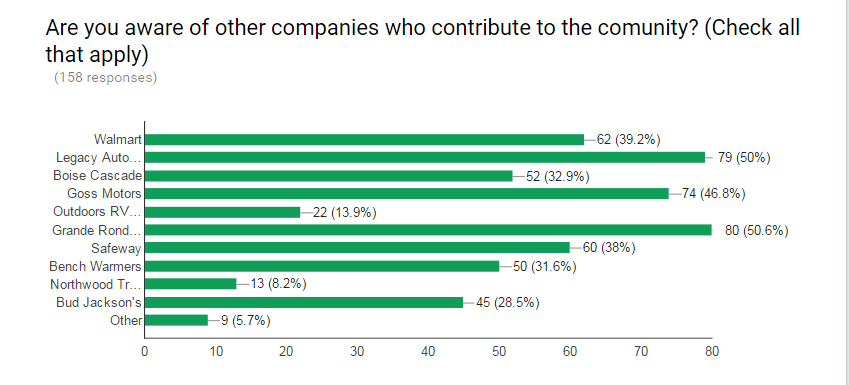 Are you aware of other companies who contribute to the comunity? (Check all
that apply)
(158 responses)
Walmart 62 (39.2%)
Legacy Auto... 79 (50%)
Boise Cascade 52 (32.9%)
Goss Motors 74 (46.8%)
Outdoors RV... 22 (13.9%)
Grande Rond... 80 (50.6%)
Safeway 60 (38%)
Bench Warmers 50 (31.6%)
Northwood Tr... 13 (8.2%)
Bud Jackson's 45 (28.5%)
Other 9 (5.7%)
0 10 20 30 40 50 60 70 80